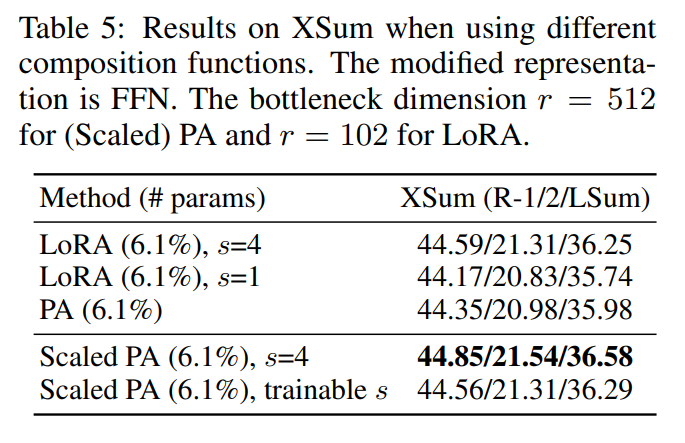 Table 5: Results on XSum when using different
composition functions. The modified representa-
tion is FFN. The bottleneck dimension r = 512
for (Scaled) PA and r = 102 for LoRA.
Method (# params) XSum (R-1/2/LSum)
LoRA (6.1%), s=4 44.59/21.31/36.25
LoRA (6.1%), s=1 44.17/20.83/35.74
PA (6.1%) 44.35/20.98/35.98
Scaled PA (6.1%), s=4 44.85/21.54/36.58
Scaled PA (6.1%), trainable s 44.56/21.31/36.29